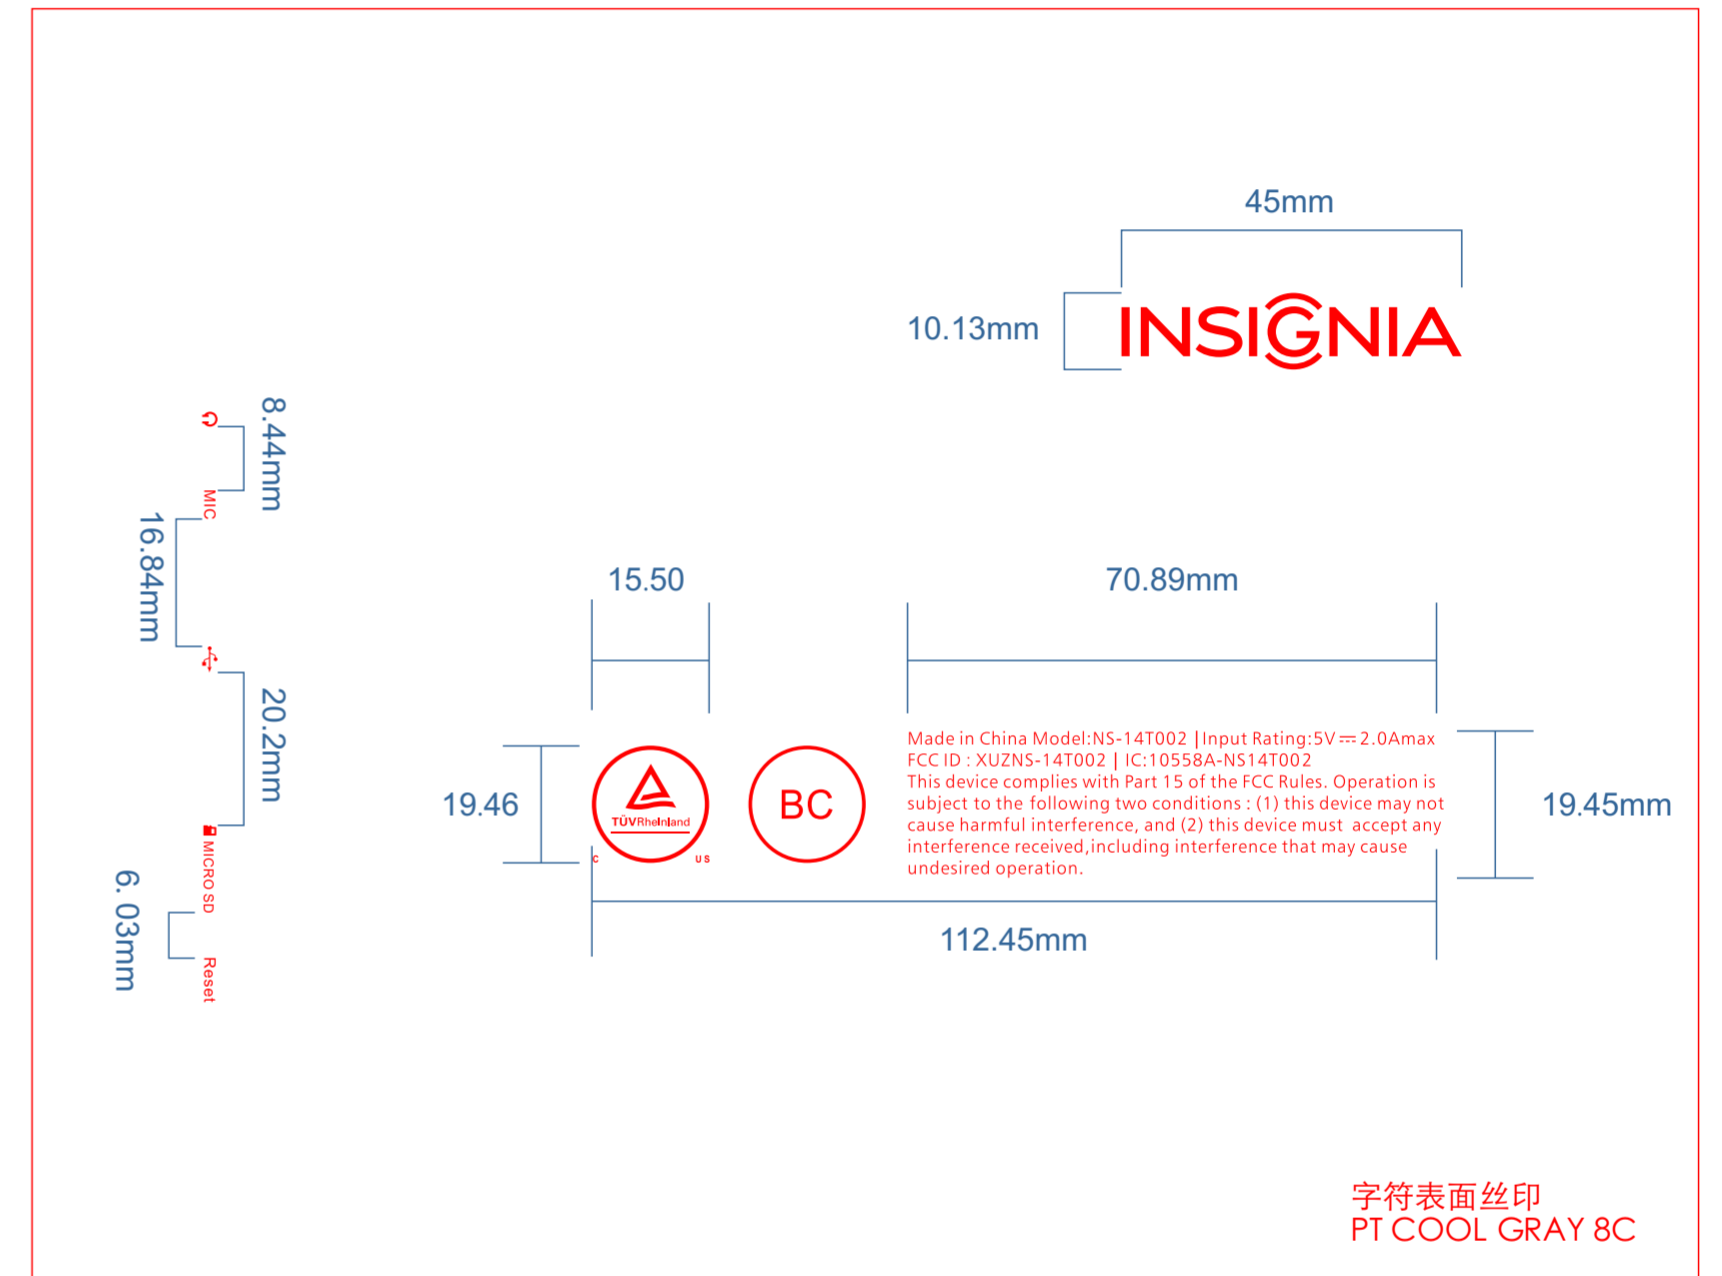 45mm
10.13mm
INSIGNIA
8.44mm
MIC
16.84mm
20.2mm
MICRO SD
6. 03mm
Reset
15.50
70.89mm
19.46
TÜVRheinland
C US
BC
Made in China Model:NS-14T002 |Input Rating:5V⎓2.0Amax
FCC ID : XUZNS-14T002 | IC:10558A-NS14T002
This device complies with Part 15 of the FCC Rules. Operation is
subject to the following two conditions : (1) this device may not
cause harmful interference, and (2) this device must accept any
interference received,including interference that may cause
undesired operation.
19.45mm
112.45mm
字符表面丝印
PT COOL GRAY 8C